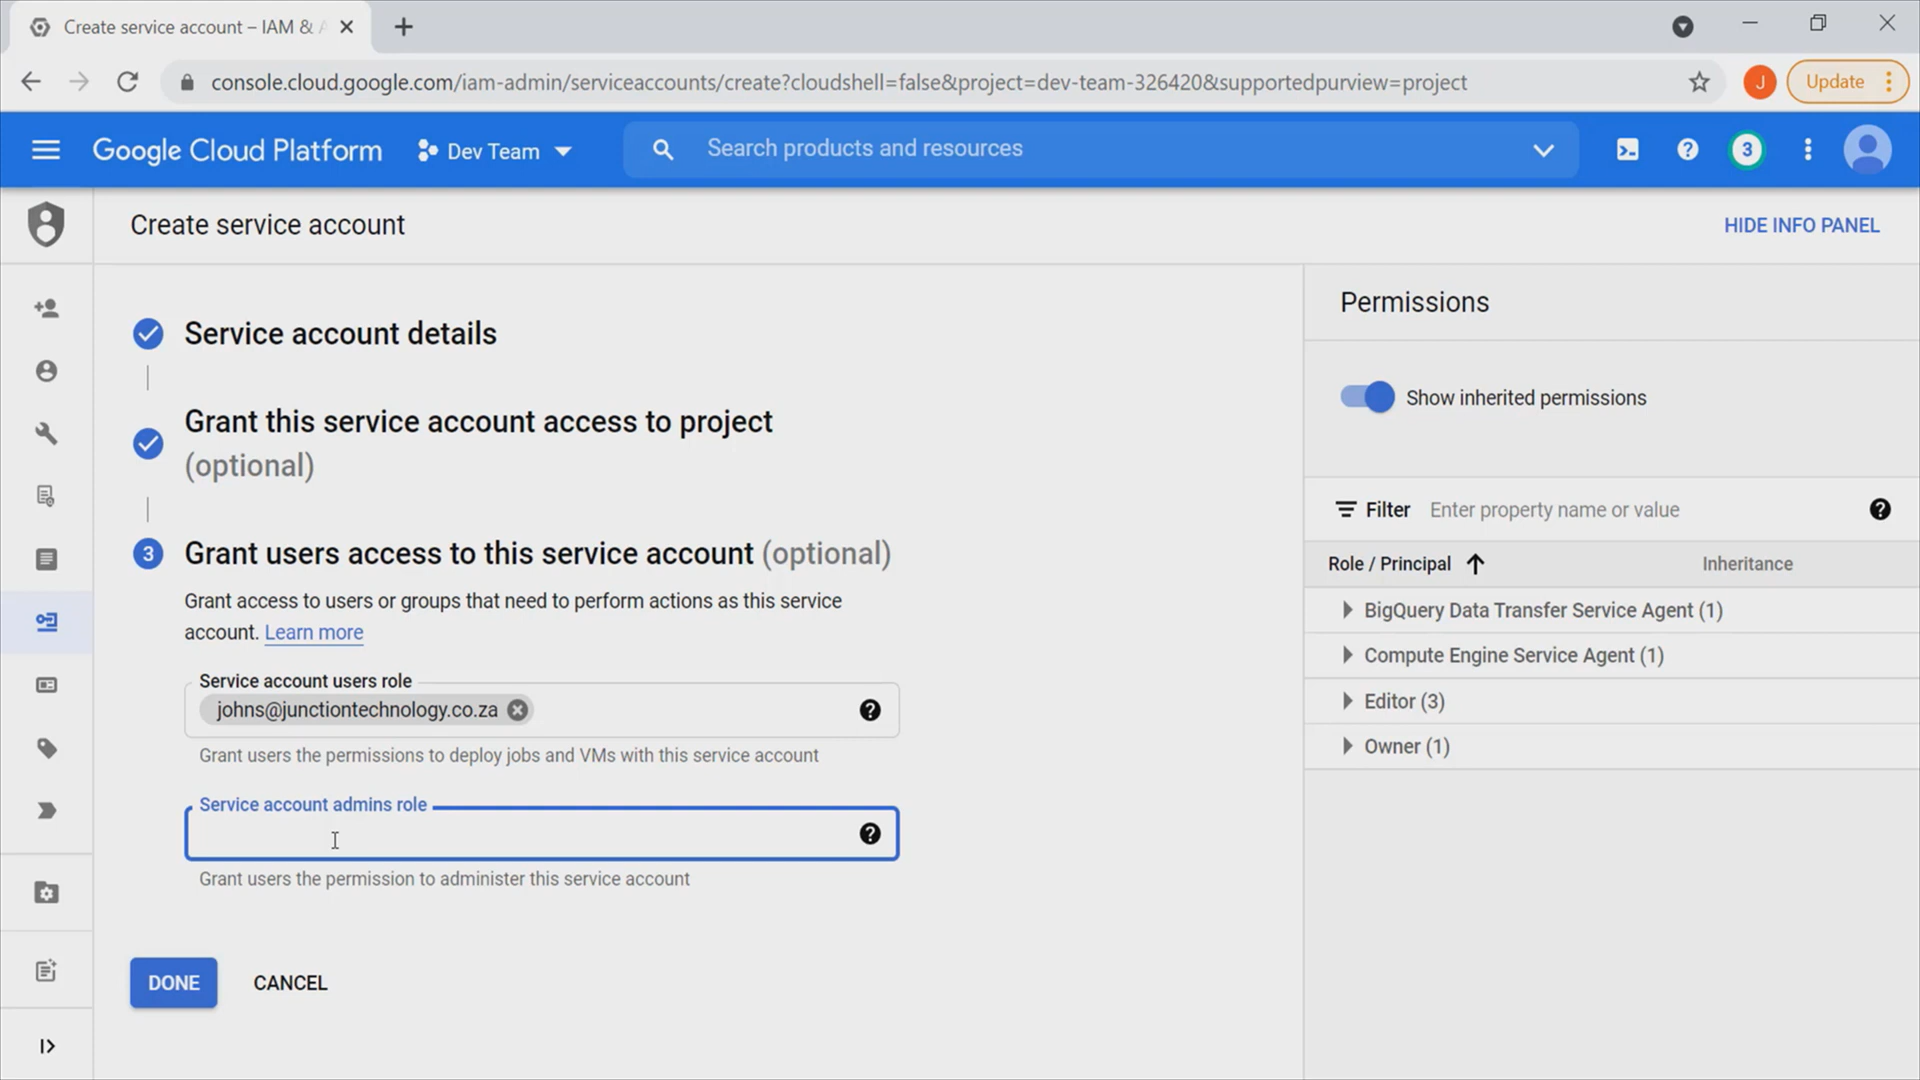 Create service account – IAM & A
console.cloud.google.com/iam-admin/serviceaccounts/create?cloudshell=false&project=dev-team-326420&supportedpurview=project
J
Update
Google Cloud Platform
Dev Team
Search products and resources
3
Create service account
HIDE INFO PANEL
Service account details
Grant this service account access to project
(optional)
3
Grant users access to this service account (optional)
Grant access to users or groups that need to perform actions as this service
account. Learn more
Service account users role
johns@junctiontechnology.co.za
Grant users the permissions to deploy jobs and VMs with this service account
Service account admins role
Grant users the permission to administer this service account
DONE
CANCEL
Permissions
Show inherited permissions
Filter
Enter property name or value
Role / Principal
Inheritance
BigQuery Data Transfer Service Agent (1)
Compute Engine Service Agent (1)
Editor (3)
Owner (1)